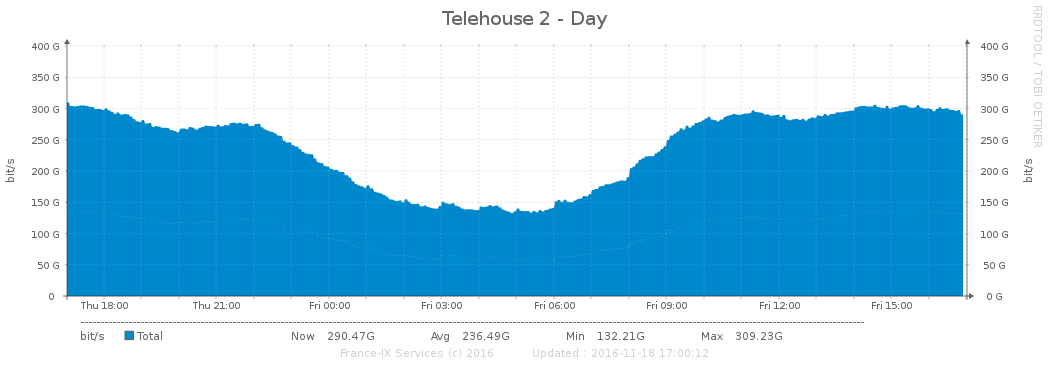 Telehouse 2 - Day
RRDTOOL / TOBI OETIKER
400 G 400 G
350 G 350 G
300 G 300 G
250 G 250 G
200 G 200 G
150 G 150 G
100 G 100 G
50 G 50 G
0 0 G
bit/s bit/s
Thu 18:00 Thu 21:00 Fri 00:00 Fri 03:00 Fri 06:00 Fri 09:00 Fri 12:00 Fri 15:00
bit/s Total Now 290.47G Avg 236.49G Min 132.21G Max 309.23G
France-IX Services (c) 2016 Updated : 2016-11-18 17:00:12